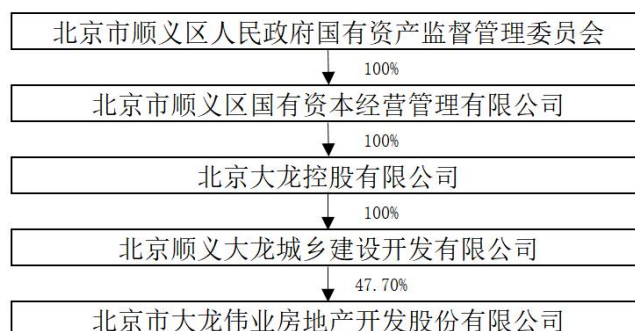 北京市顺义区人民政府国有资产监督管理委员会
100%
北京市顺义区国有资本经营管理有限公司
100%
北京大龙控股有限公司
100%
北京顺义大龙城乡建设开发有限公司
47.70%
北京市大龙伟业房地产开发股份有限公司